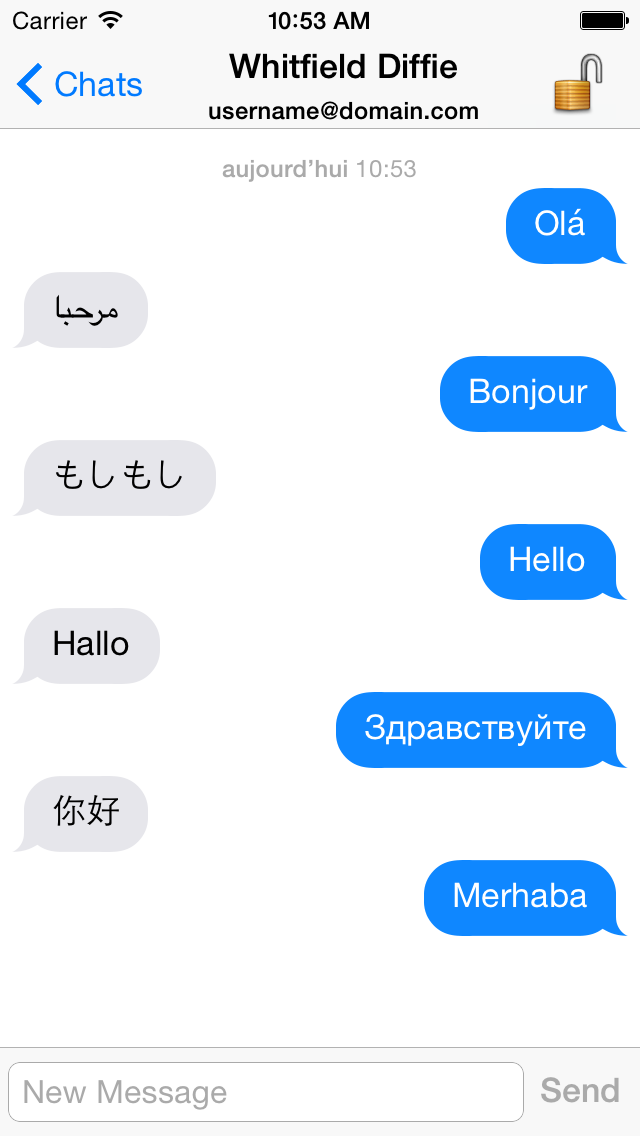 Carrier 10:53 AM
Chats
Whitfield Diffie
username@domain.com
aujourd’hui 10:53
Olá
مرحبا
Bonjour
もしもし
Hello
Hallo
Здравствуйте
你好
Merhaba
New Message
Send